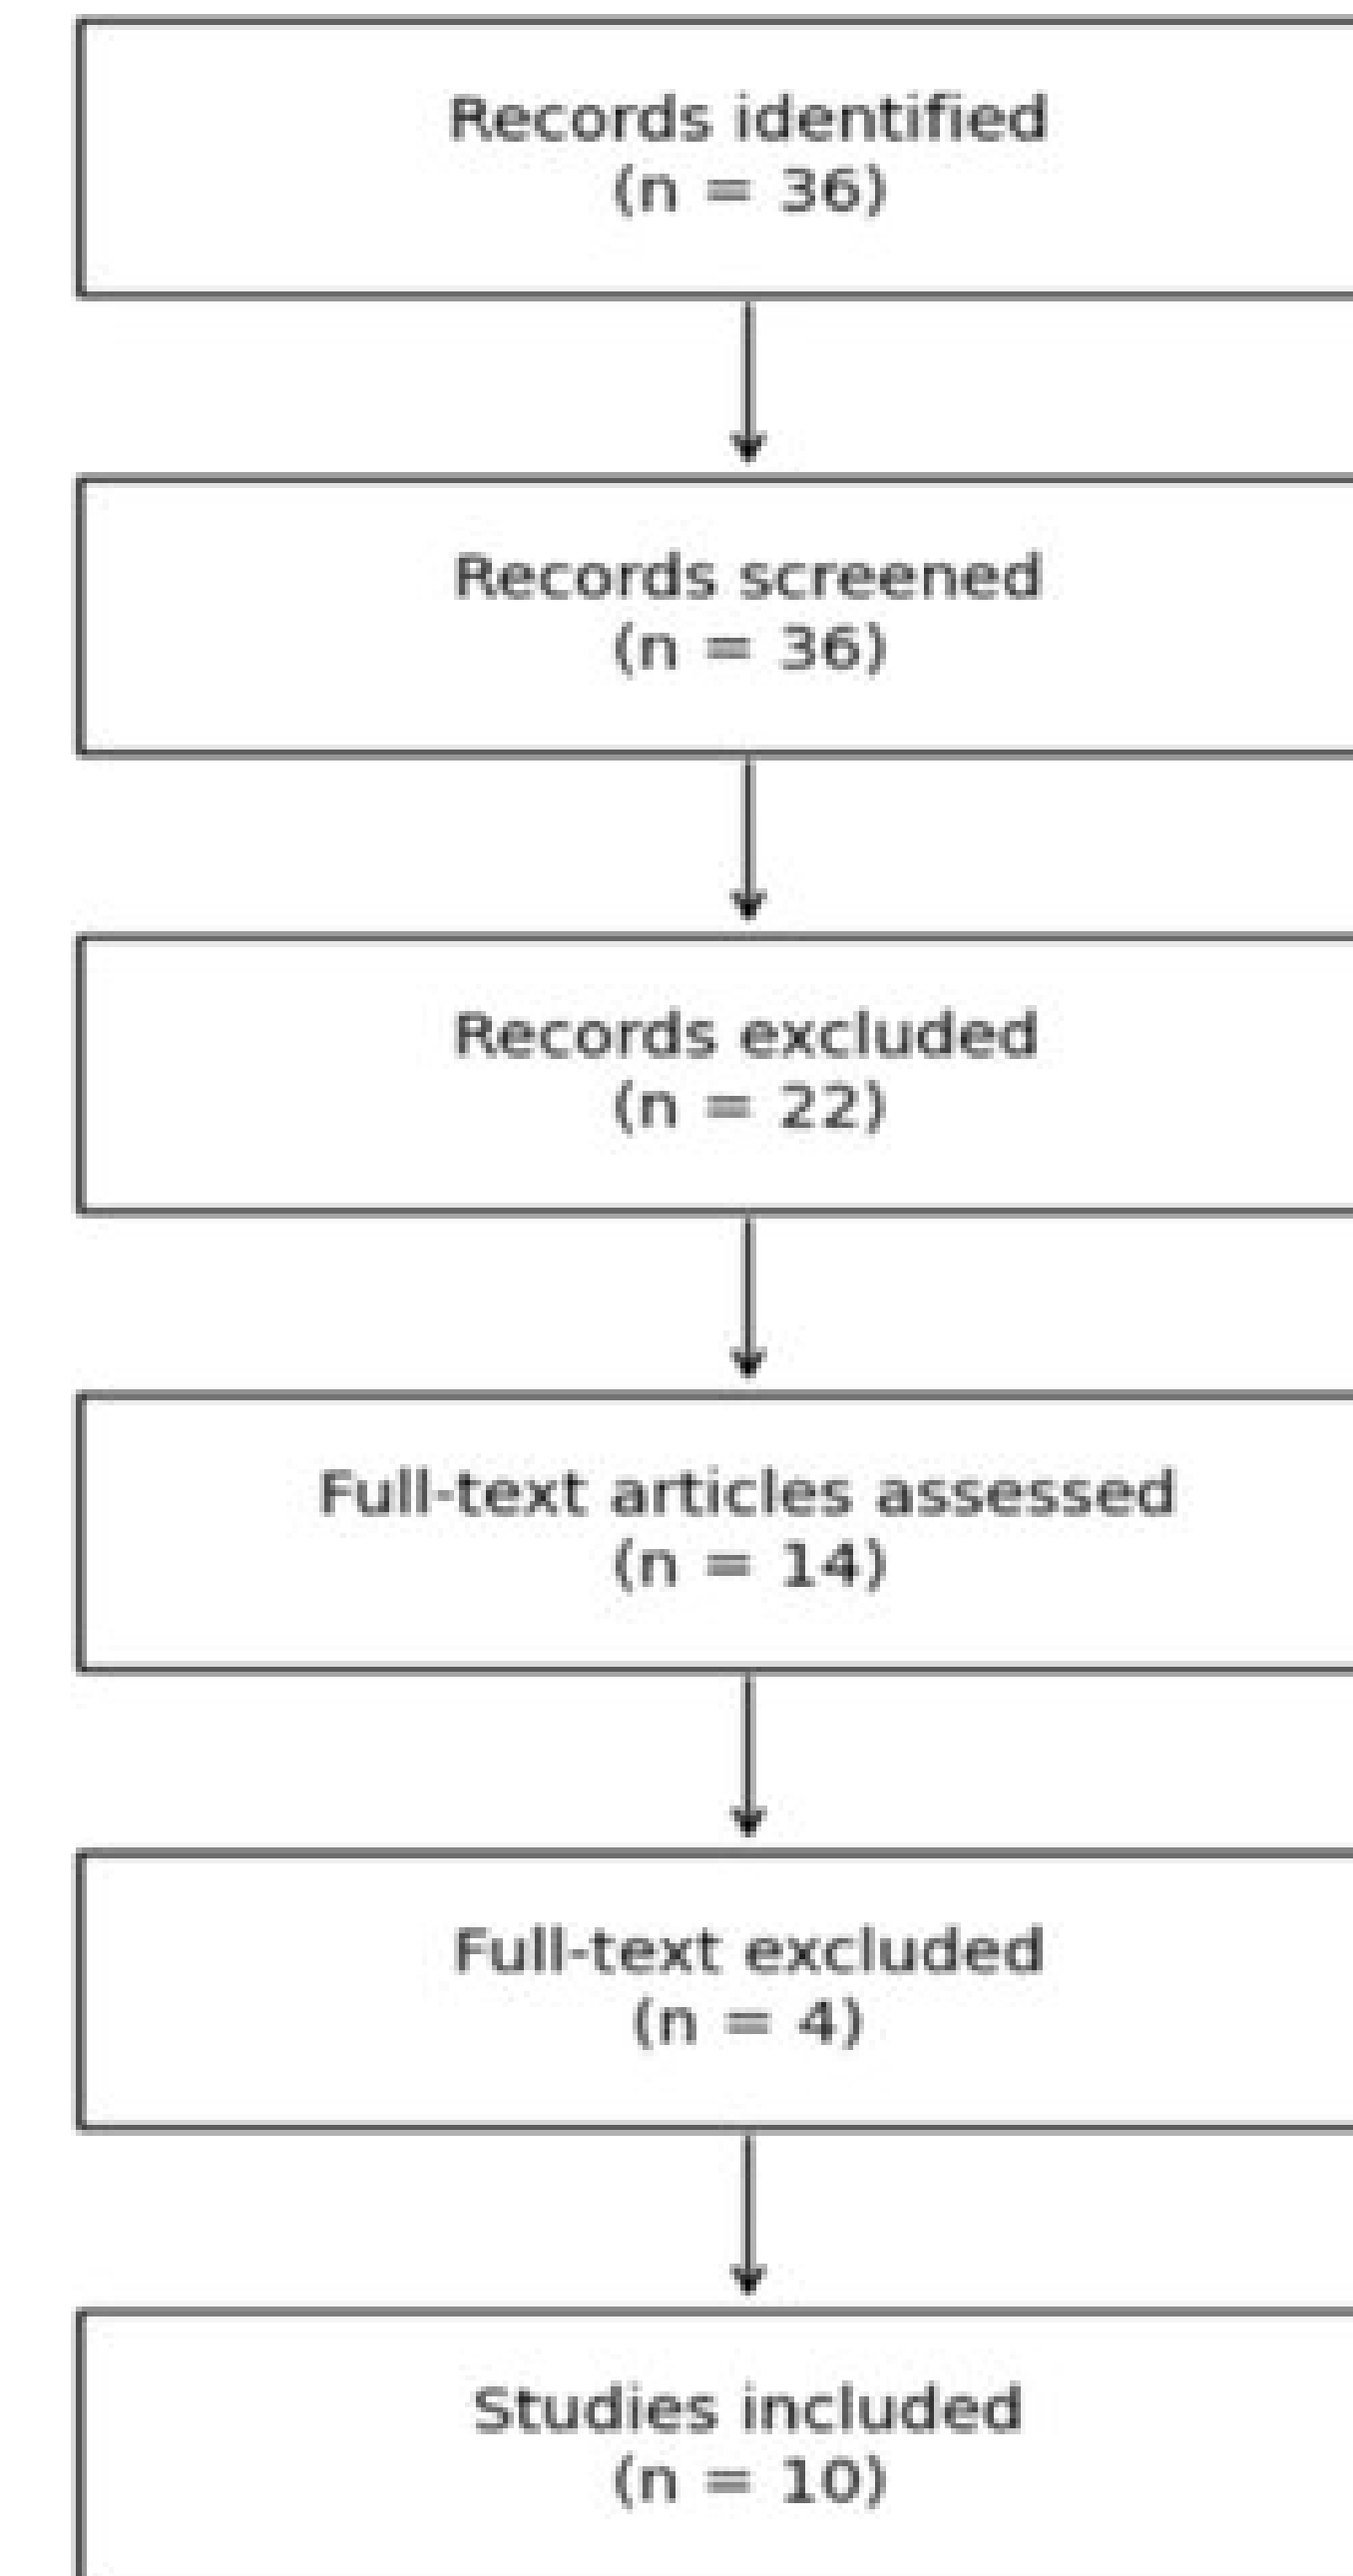 Records identified
(n = 36)
Records screened
(n = 36)
Records excluded
(n = 22)
Full-text articles assessed
(n = 14)
Full-text excluded
(n = 4)
Studies included
(n = 10)